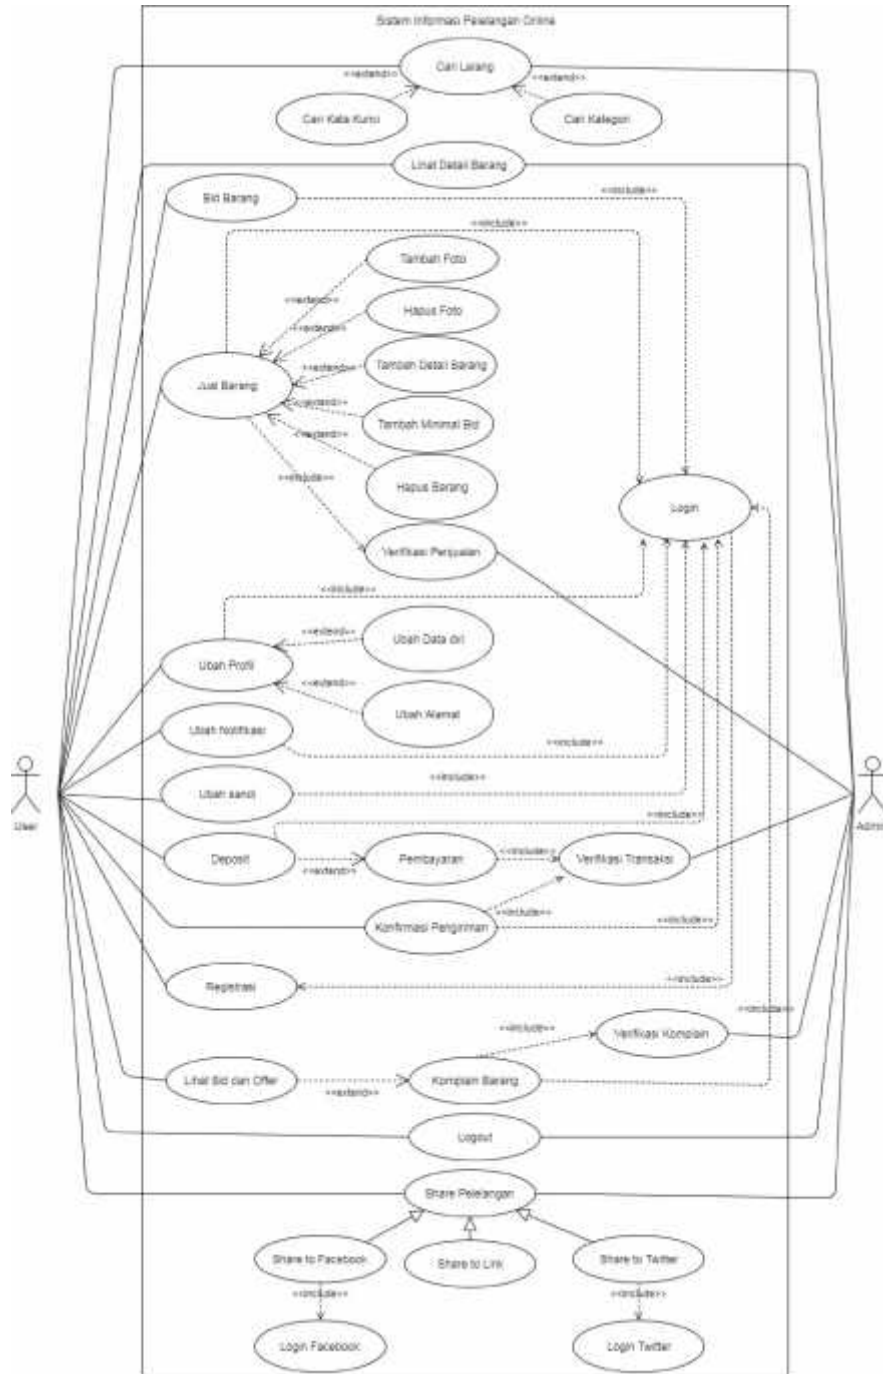 Sistem Informasi Pelelangan Online
Cari Lelang
<<extend>>
<<extend>>
Cari Kata Kunci
Cari Kategori
Lihat Detail Barang
Bid Barang
<<include>>
<<include>>
Tambah Foto
<<extend>>
Hapus Foto
<<extend>>
Jual Barang
<<extend>>
Tambah Detail Barang
<<extend>>
Tambah Minimal Bid
<<extend>>
<<include>>
Hapus Barang
Login
Verifikasi Penjualan
<<include>>
<<extend>>
Ubah Data diri
Ubah Profil
<<extend>>
Ubah Alamat
Ubah Notifikasi
<<include>>
<<include>>
Ubah sandi
User
Admin
<<include>>
Deposit
<<extend>>
Pembayaran
<<include>>
Verifikasi Transaksi
<<include>>
Konfirmasi Pengiriman
<<include>>
Registrasi
<<include>>
<<include>>
Verifikasi Komplain
Lihat Bid dan Offer
<<extend>>
Komplain Barang
Logout
Share Pelelangan
Share to Facebook
Share to Link
Share to Twitter
<<include>>
<<include>>
Login Facebook
Login Twitter